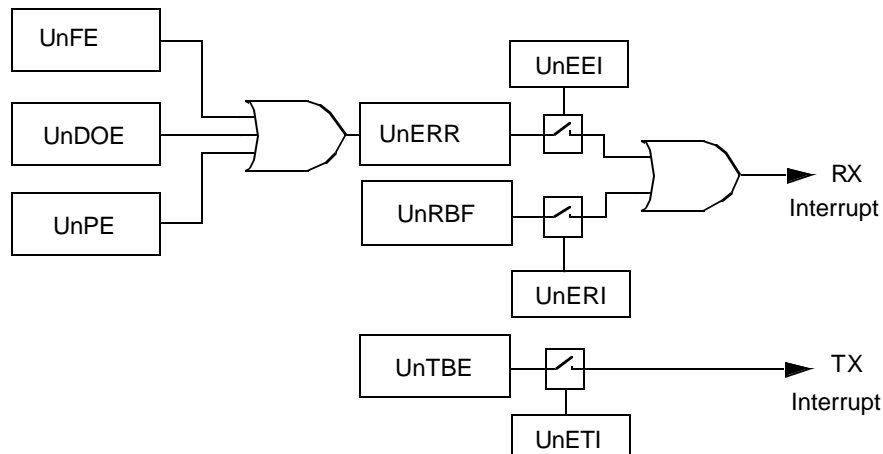 UnFE
UnEEI
UnDOE
UnERR
UnPE
UnRBF
RX
Interrupt
UnERI
UnTBE
TX
Interrupt
UnETI